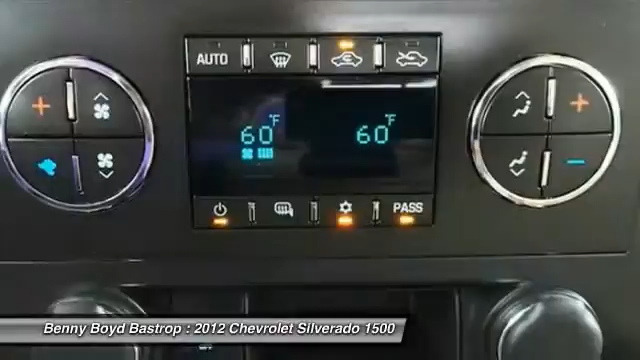 AUTO
60°F 60°F
PASS
Benny Boyd Bastrop : 2012 Chevrolet Silverado 1500